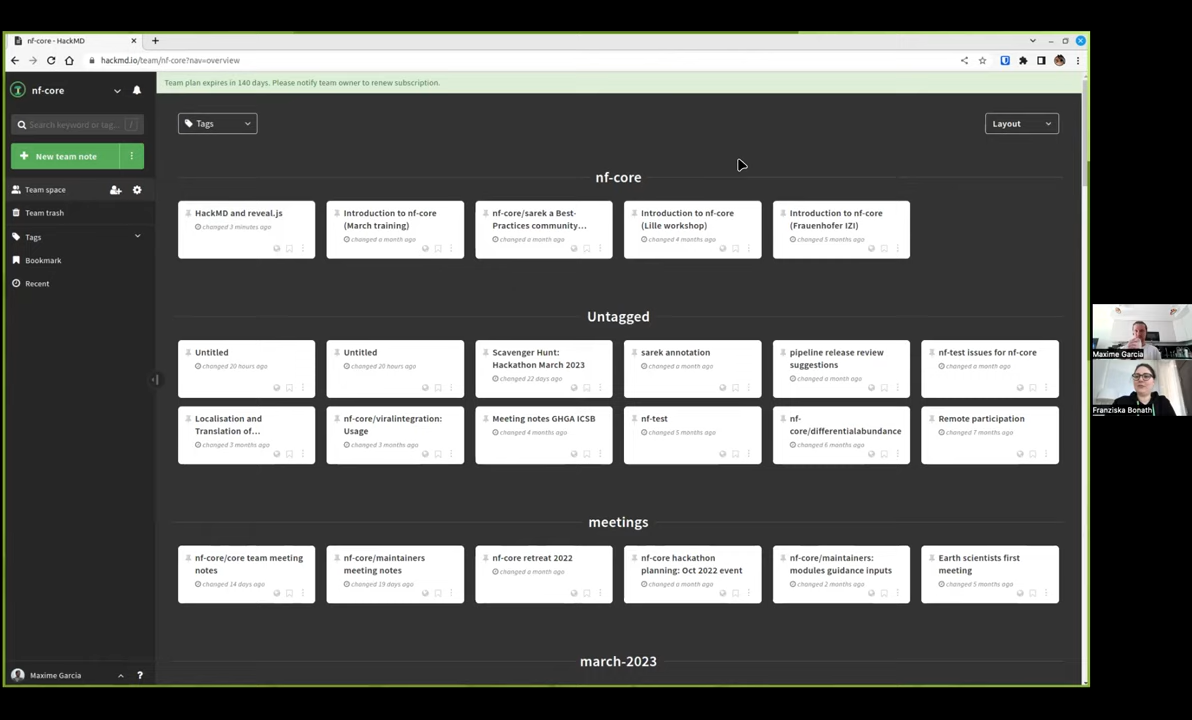 nf-core - HackMD
hackmd.io/team/nf-core?nav=overview
nf-core
Team plan expires in 140 days. Please notify team owner to renew subscription.
Search keyword or tag...
/
New team note
Team space
Team trash
Tags
Bookmark
Recent
Tags
Layout
nf-core
HackMD and reveal.js
changed 3 minutes ago
Introduction to nf-core
(March training)
changed a month ago
nf-core/sarek a Best-
Practices community...
changed a month ago
Introduction to nf-core
(Lille workshop)
changed 4 months ago
Introduction to nf-core
(Frauenhofer IZI)
changed 5 months ago
Untagged
Untitled
changed 20 hours ago
Untitled
changed 20 hours ago
Scavenger Hunt:
Hackathon March 2023
changed 22 days ago
sarek annotation
changed a month ago
pipeline release review
suggestions
changed a month ago
nf-test issues for nf-core
changed a month ago
Localisation and
Translation of...
changed 3 months ago
nf-core/viralintegration:
Usage
changed 3 months ago
Meeting notes GHGA ICSB
changed 4 months ago
nf-test
changed 5 months ago
nf-
core/differentialabundance
changed 6 months ago
Remote participation
changed 7 months ago
meetings
nf-core/core team meeting
notes
changed 14 days ago
nf-core/maintainers
meeting notes
changed 19 days ago
nf-core retreat 2022
changed a month ago
nf-core hackathon
planning: Oct 2022 event
changed a month ago
nf-core/maintainers:
modules guidance inputs
changed 2 months ago
Earth scientists first
meeting
changed 5 months ago
march-2023
Maxime Garcia
?
Maxime Garcia
Franziska Bonath